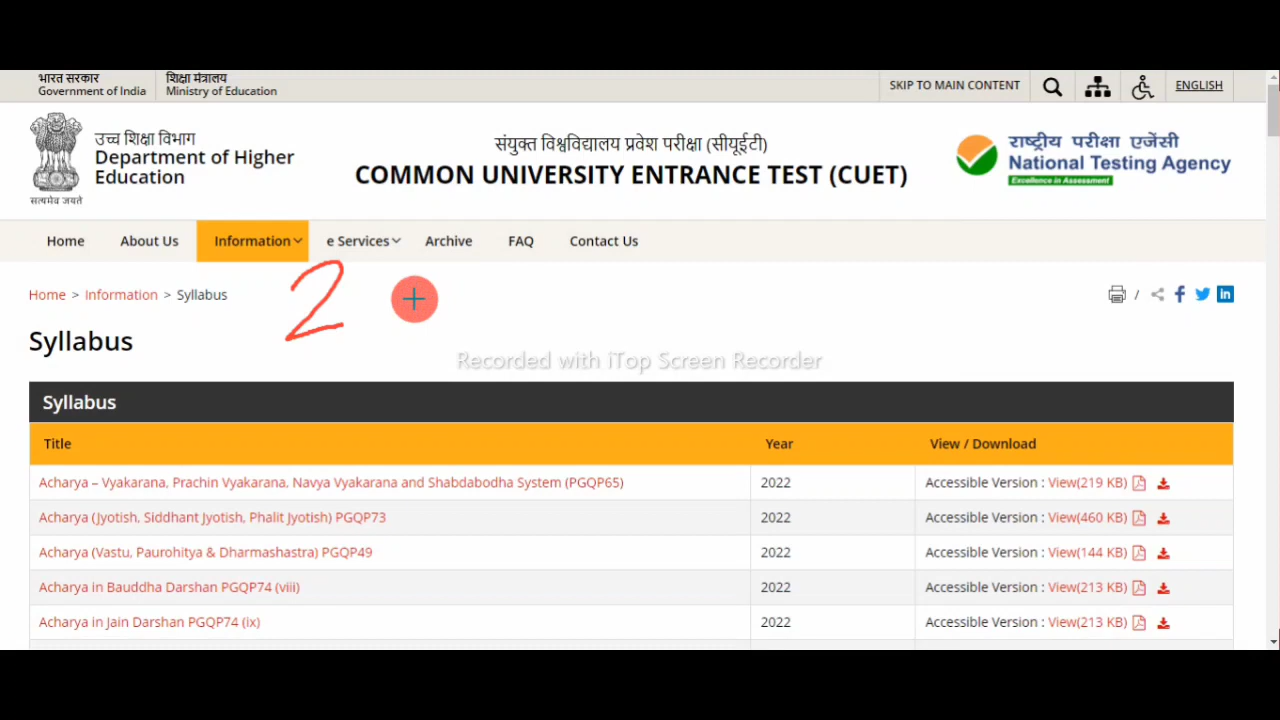 भारत सरकार
Government of India
शिक्षा मंत्रालय
Ministry of Education
SKIP TO MAIN CONTENT
ENGLISH
सत्यमेव जयते
उच्च शिक्षा विभाग
Department of Higher
Education
संयुक्त विश्वविद्यालय प्रवेश परीक्षा (सीयूईटी)
COMMON UNIVERSITY ENTRANCE TEST (CUET)
राष्ट्रीय परीक्षा एजेंसी
National Testing Agency
Excellence in Assessment
Home About Us Information e Services Archive FAQ Contact Us
Home > Information > Syllabus
2
Syllabus
Recorded with iTop Screen Recorder
Syllabus
Title Year View / Download
Acharya – Vyakarana, Prachin Vyakarana, Navya Vyakarana and Shabdabodha System (PGQP65) 2022 Accessible Version : View(219 KB)
Acharya (Jyotish, Siddhant Jyotish, Phalit Jyotish) PGQP73 2022 Accessible Version : View(460 KB)
Acharya (Vastu, Paurohitya & Dharmashastra) PGQP49 2022 Accessible Version : View(144 KB)
Acharya in Bauddha Darshan PGQP74 (viii) 2022 Accessible Version : View(213 KB)
Acharya in Jain Darshan PGQP74 (ix) 2022 Accessible Version : View(213 KB)